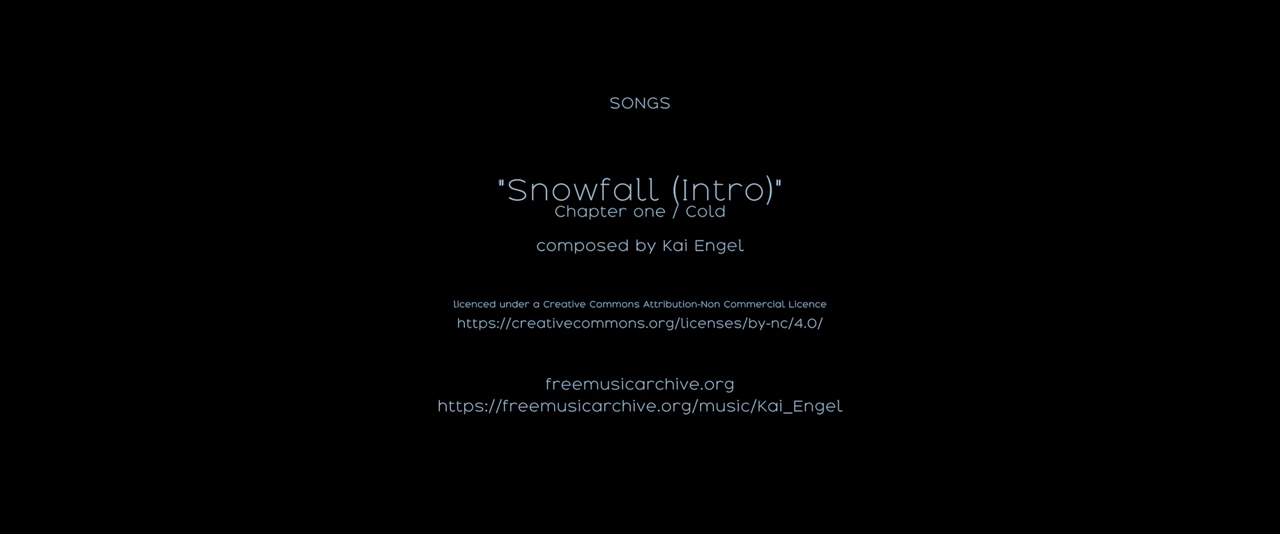 SONGS
"Snowfall (Intro)"
Chapter one / Cold
composed by Kai Engel
licenced under a Creative Commons Attribution-Non Commercial Licence
https://creativecommons.org/licenses/by-nc/4.0/
freemusicarchive.org
https://freemusicarchive.org/music/Kai_Engel